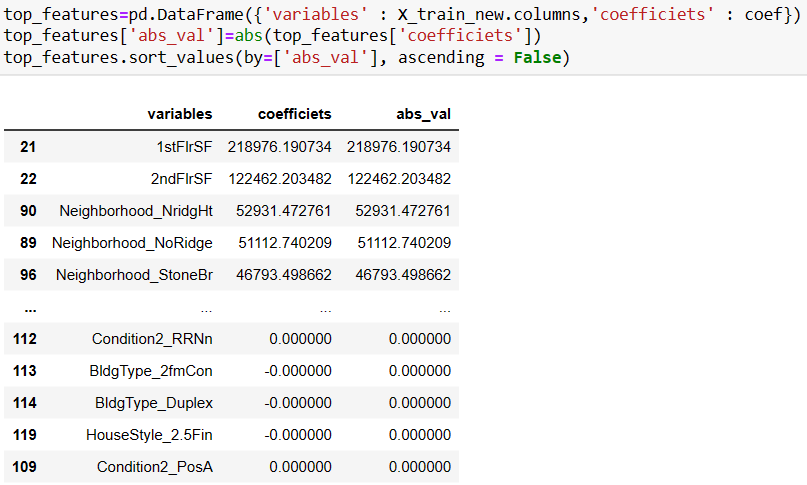 top_features=pd.DataFrame({'variables' : X_train_new.columns,'coefficiets' : coef})
top_features['abs_val']=abs(top_features['coefficiets'])
top_features.sort_values(by=['abs_val'], ascending = False)
variables coefficiets abs_val
21 1stFlrSF 218976.190734 218976.190734
22 2ndFlrSF 122462.203482 122462.203482
90 Neighborhood_NridgHt 52931.472761 52931.472761
89 Neighborhood_NoRidge 51112.740209 51112.740209
96 Neighborhood_StoneBr 46793.498662 46793.498662
... ... ... ...
112 Condition2_RRNn 0.000000 0.000000
113 BldgType_2fmCon -0.000000 0.000000
114 BldgType_Duplex -0.000000 0.000000
119 HouseStyle_2.5Fin -0.000000 0.000000
109 Condition2_PosA 0.000000 0.000000